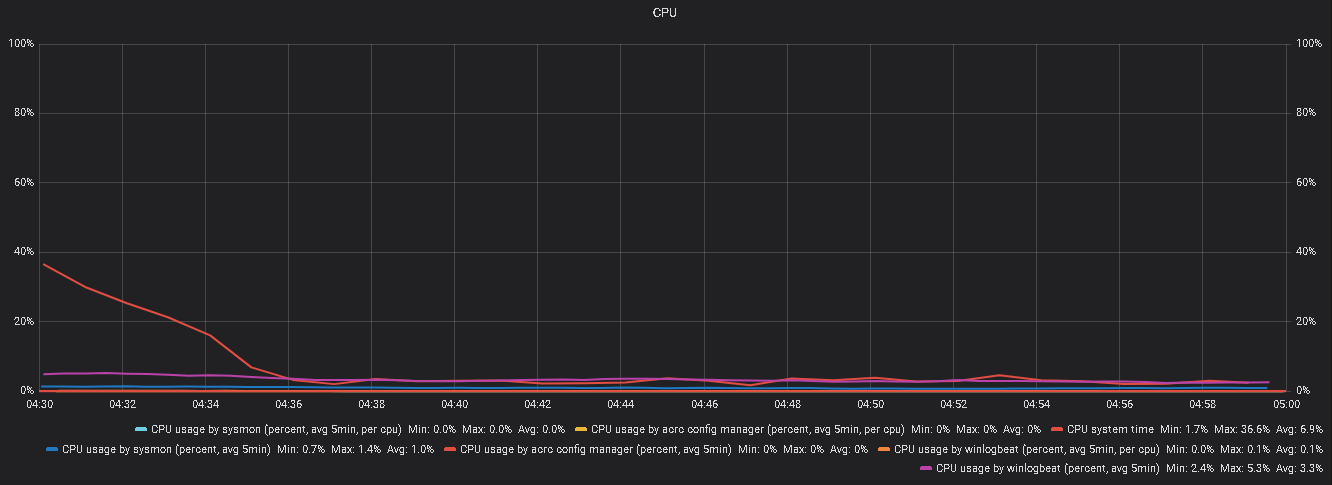 CPU
100% 100%
80% 80%
60% 60%
40% 40%
20% 20%
0% 0%
04:30 04:32 04:34 04:36 04:38 04:40 04:42 04:44 04:46 04:48 04:50 04:52 04:54 04:56 04:58 05:00
CPU usage by sysmon (percent, avg 5min, per cpu) Min: 0.0% Max: 0.0% Avg: 0.0% CPU usage by acrc config manager (percent, avg 5min, per cpu) Min: 0% Max: 0% Avg: 0% CPU system time Min: 1.7% Max: 36.6% Avg: 6.9%
CPU usage by sysmon (percent, avg 5min) Min: 0.7% Max: 1.4% Avg: 1.0% CPU usage by acrc config manager (percent, avg 5min) Min: 0% Max: 0% Avg: 0% CPU usage by winlogbeat (percent, avg 5min, per cpu) Min: 0.0% Max: 0.1% Avg: 0.1%
CPU usage by winlogbeat (percent, avg 5min) Min: 2.4% Max: 5.3% Avg: 3.3%